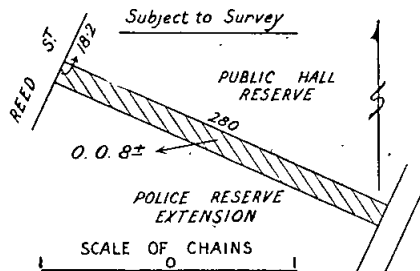 Subject to Survey
REED ST
18·2
PUBLIC HALL
RESERVE
280
0. 0. 8±
POLICE RESERVE
EXTENSION
SCALE OF CHAINS
1 0 1